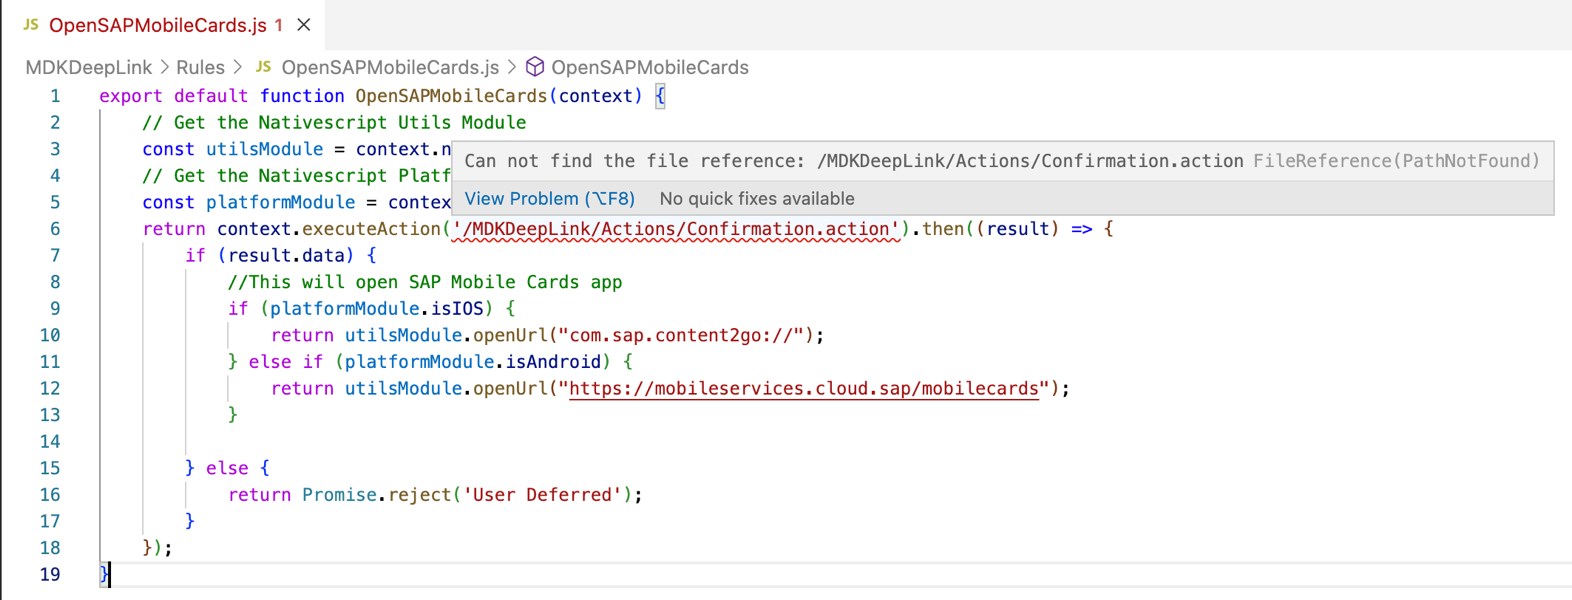 JS OpenSAPMobileCards.js 1 ×
MDKDeepLink > Rules > JS OpenSAPMobileCards.js > OpenSAPMobileCards
1 export default function OpenSAPMobileCards(context) {
2 // Get the Nativescript Utils Module
3 const utilsModule = context.n
Can not find the file reference: /MDKDeepLink/Actions/Confirmation.action FileReference(PathNotFound)
4 // Get the Nativescript Platf
View Problem (⌥F8) No quick fixes available
5 const platformModule = contex
6 return context.executeAction('/MDKDeepLink/Actions/Confirmation.action').then((result) => {
7 if (result.data) {
8 //This will open SAP Mobile Cards app
9 if (platformModule.isIOS) {
10 return utilsModule.openUrl("com.sap.content2go://");
11 } else if (platformModule.isAndroid) {
12 return utilsModule.openUrl("https://mobileservices.cloud.sap/mobilecards");
13 }
14
15 } else {
16 return Promise.reject('User Deferred');
17 }
18 });
19 }